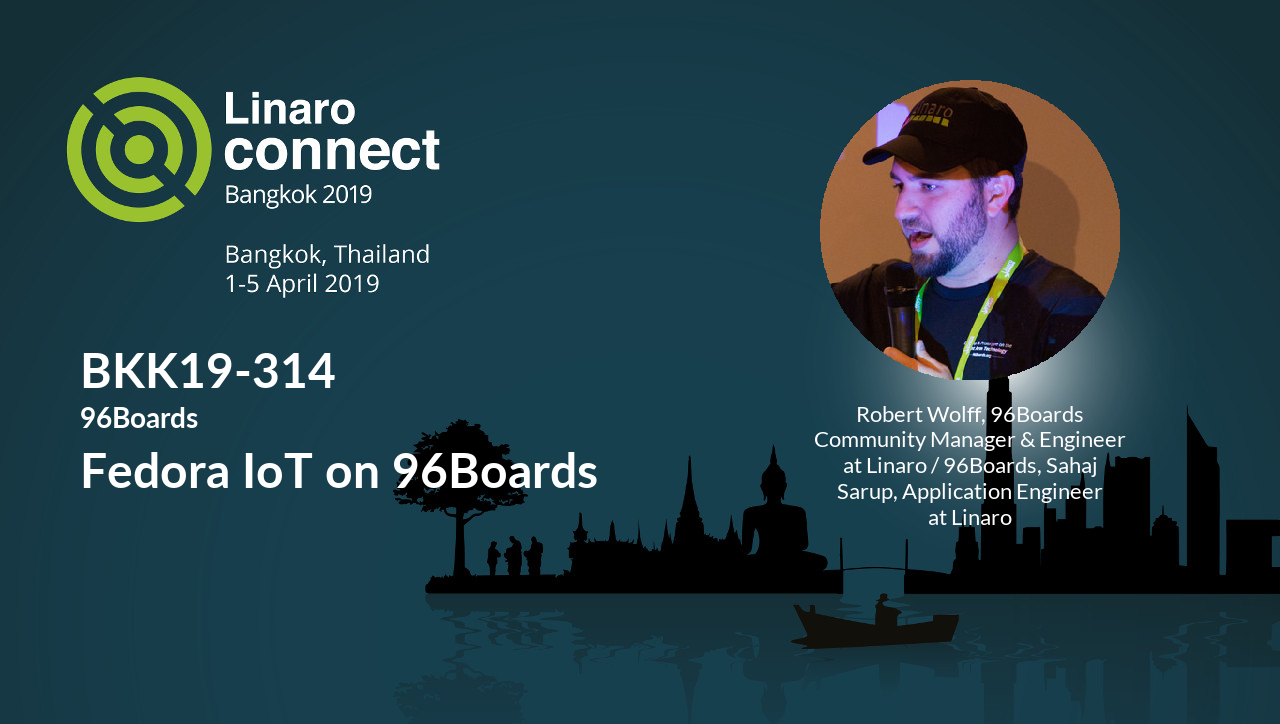 Linaro
connect
Bangkok 2019
Bangkok, Thailand
1-5 April 2019
BKK19-314
96Boards
Fedora IoT on 96Boards
Linaro
Robert Wolff, 96Boards
Community Manager & Engineer
at Linaro / 96Boards, Sahaj
Sarup, Application Engineer
at Linaro